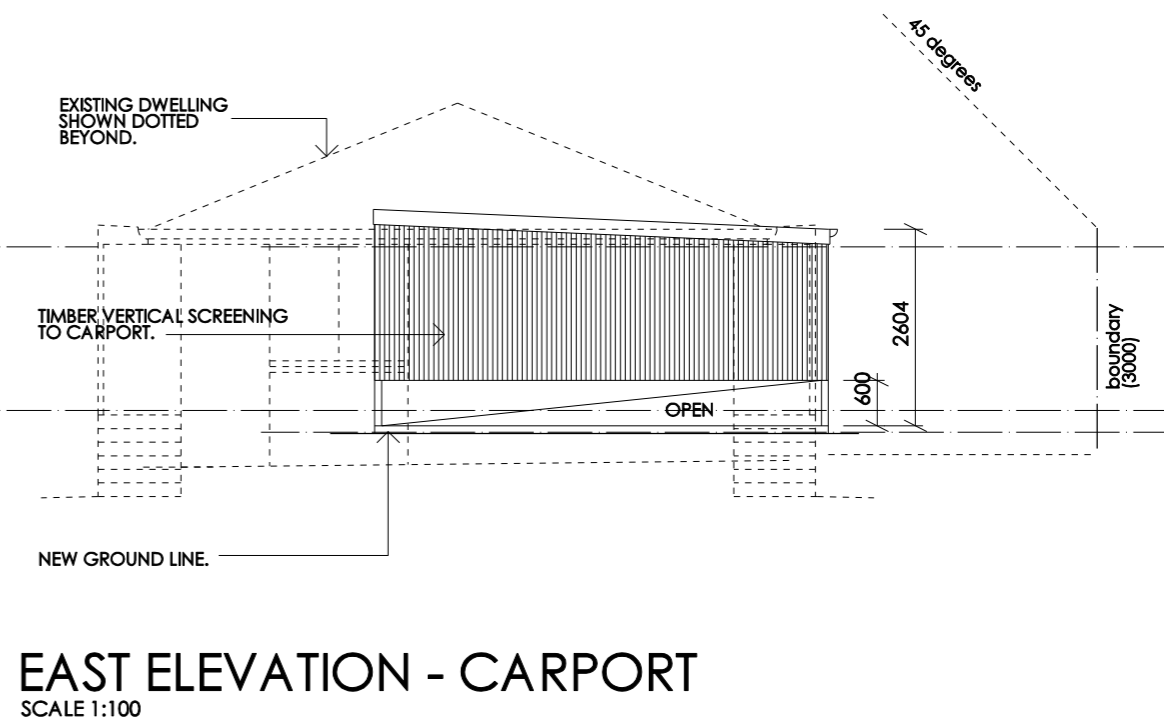 45 degrees
EXISTING DWELLING
SHOWN DOTTED
BEYOND.
TIMBER VERTICAL SCREENING
TO CARPORT.
2604
boundary
(3000)
600
OPEN
NEW GROUND LINE.
EAST ELEVATION - CARPORT
SCALE 1:100